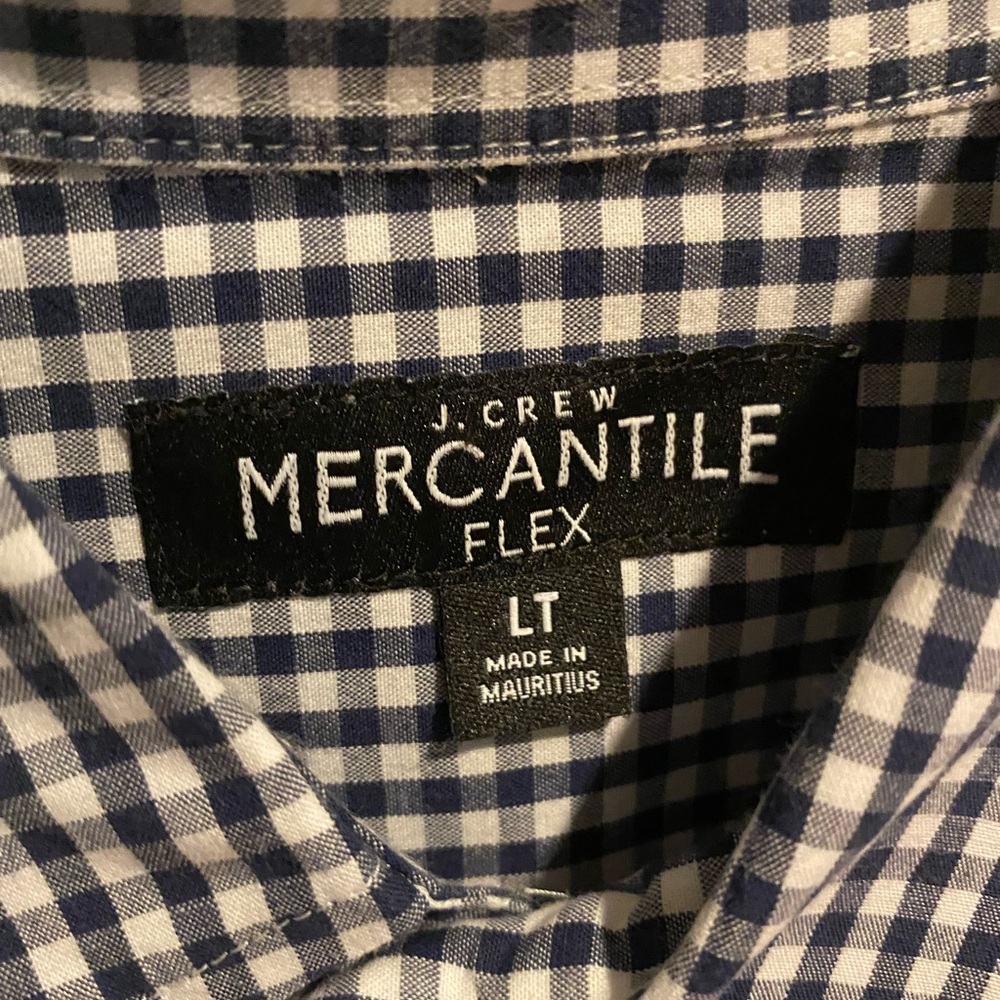 J.CREW
MERCANTILE
FLEX
LT
MADE IN
MAURITIUS